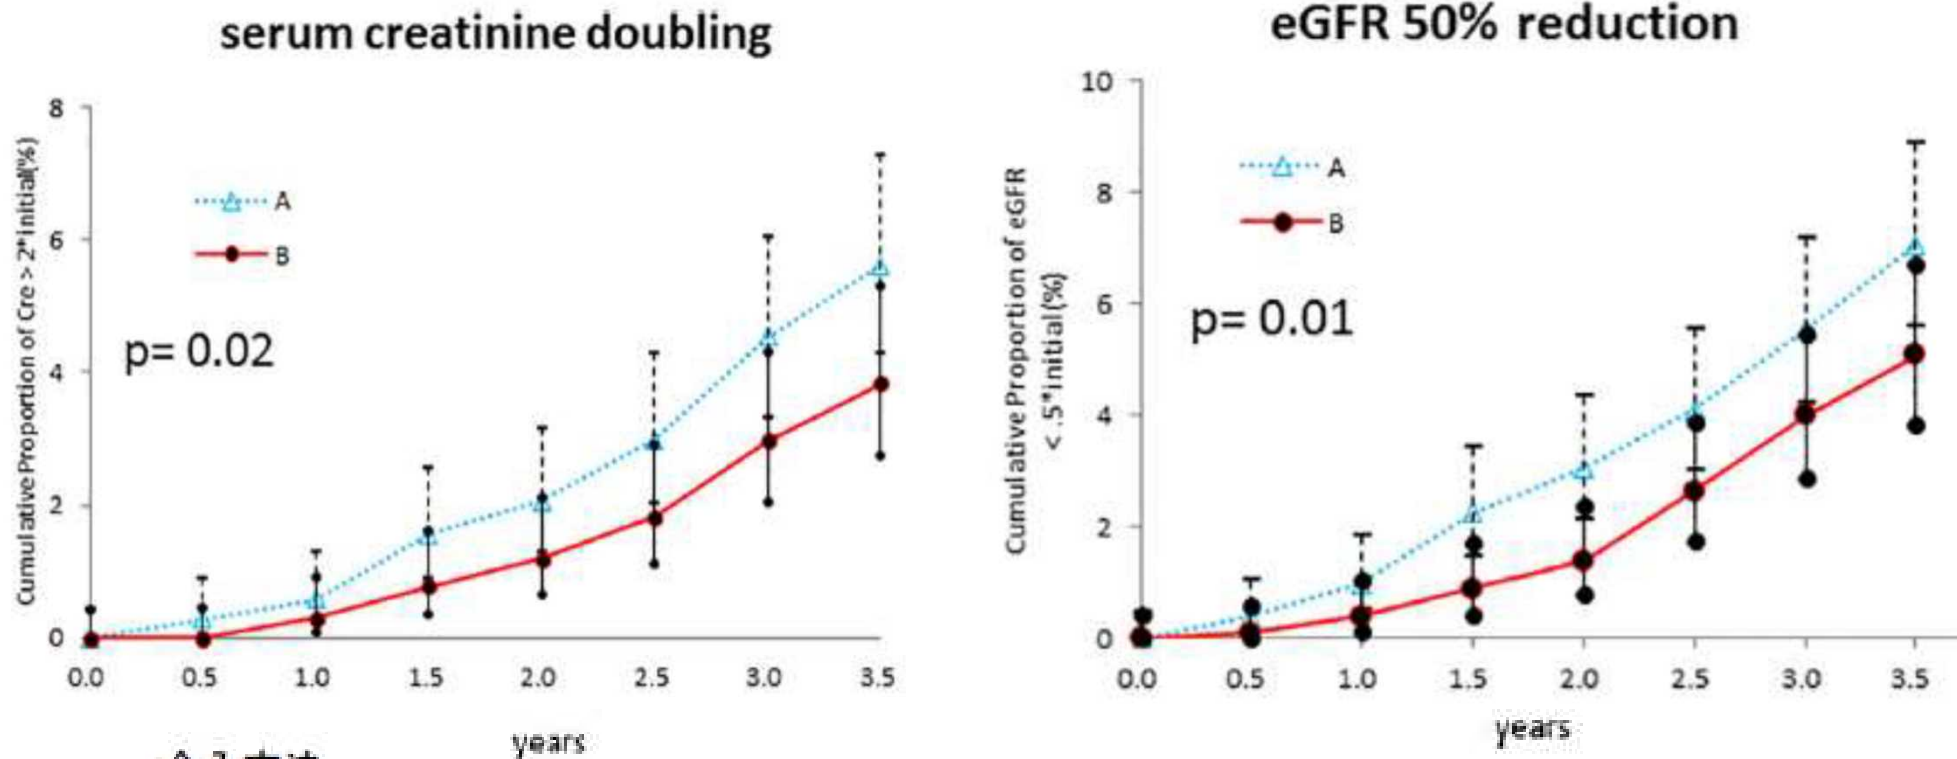 serum creatinine doubling
Cumulative Proportion of Cre > 2*initial(%)
8
6
4
2
0
A
B
p= 0.02
0.0 0.5 1.0 1.5 2.0 2.5 3.0 3.5
years
eGFR 50% reduction
Cumulative Proportion of eGFR
< .5*initial (%)
10
8
6
4
2
0
A
B
p= 0.01
0.0 0.5 1.0 1.5 2.0 2.5 3.0 3.5
years